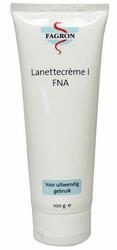 FAGRON
Lanettecrème I
FNA
Voor uitwendig
gebruik
100 g e